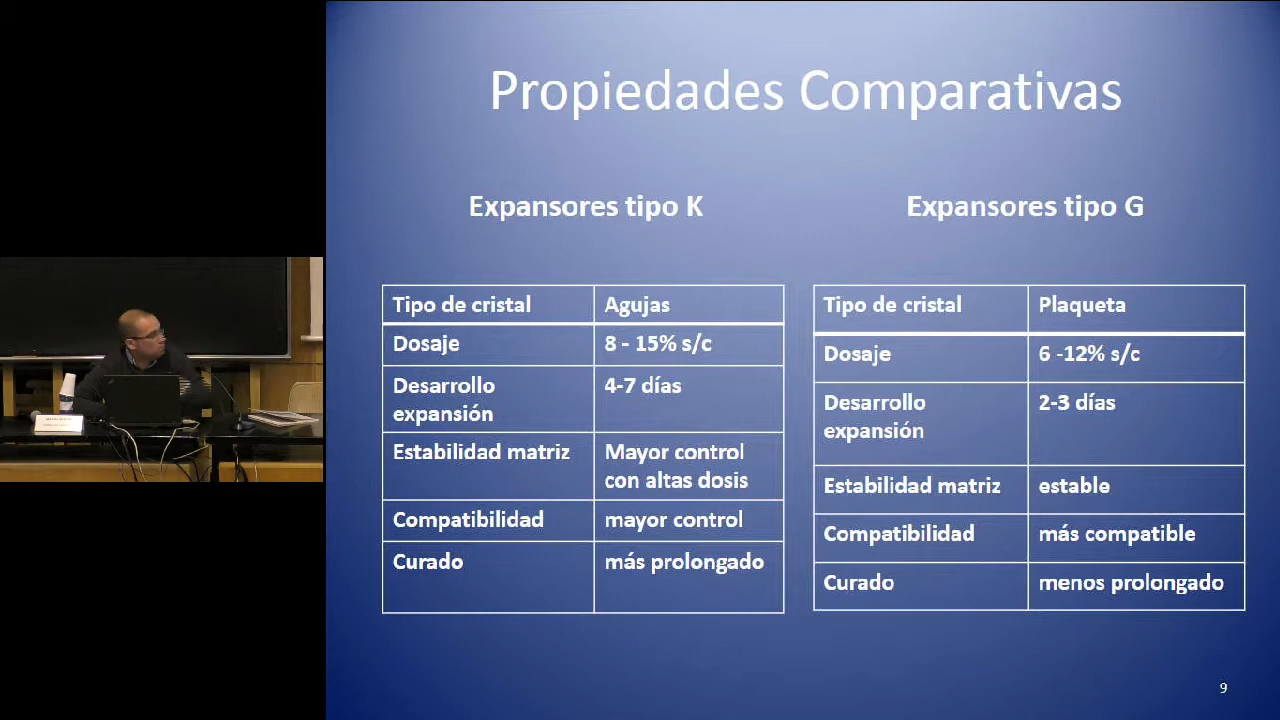 Propiedades Comparativas
Expansores tipo K
Tipo de cristal Agujas
Dosaje 8 - 15% s/c
Desarrollo 4-7 días
expansión
Estabilidad matriz Mayor control
con altas dosis
Compatibilidad mayor control
Curado más prolongado
Expansores tipo G
Tipo de cristal Plaqueta
Dosaje 6 -12% s/c
Desarrollo 2-3 días
expansión
Estabilidad matriz estable
Compatibilidad más compatible
Curado menos prolongado
9